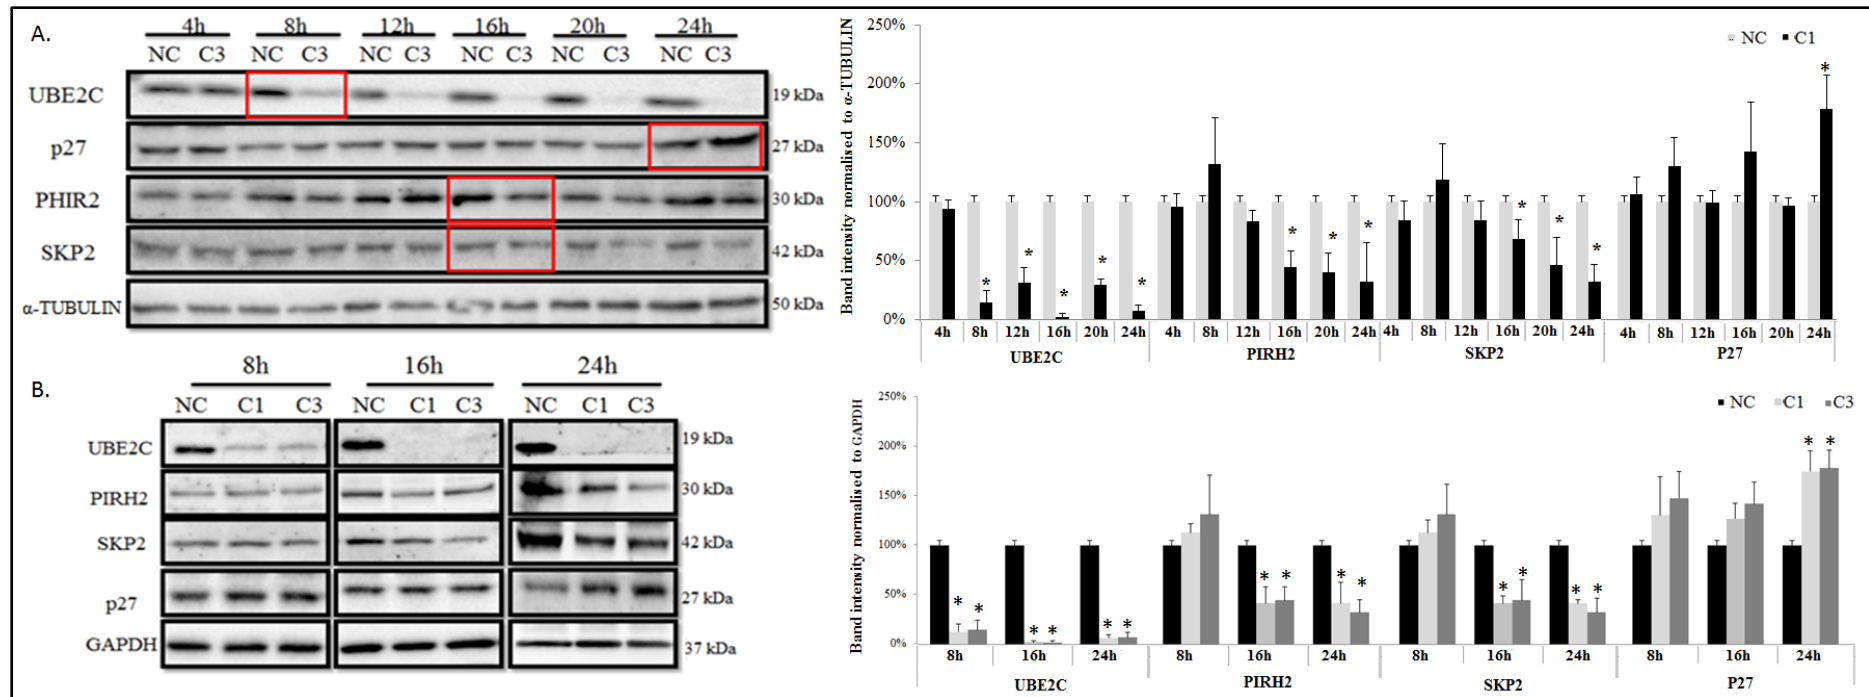 A.
4h 8h 12h 16h 20h 24h
NC C3 NC C3 NC C3 NC C3 NC C3 NC C3
UBE2C 19 kDa
p27 27 kDa
PHIR2 30 kDa
SKP2 42 kDa
α-TUBULIN 50 kDa
Band intensity normalised to α-TUBULIN
NC C1
250%
200%
150%
100%
50%
0%
4h 8h 12h 16h 20h 24h 4h 8h 12h 16h 20h 24h 4h 8h 12h 16h 20h 24h 4h 8h 12h 16h 20h 24h
UBE2C PIRH2 SKP2 P27
* * * * * * * * * * * *
B.
8h 16h 24h
NC C1 C3 NC C1 C3 NC C1 C3
UBE2C 19 kDa
PIRH2 30 kDa
SKP2 42 kDa
p27 27 kDa
GAPDH 37 kDa
Band intensity normalised to GAPDH
NC C1 C3
250%
200%
150%
100%
50%
0%
8h 16h 24h 8h 16h 24h 8h 16h 24h 8h 16h 24h
UBE2C PIRH2 SKP2 P27
* * * * * * * * * * * * * * * *